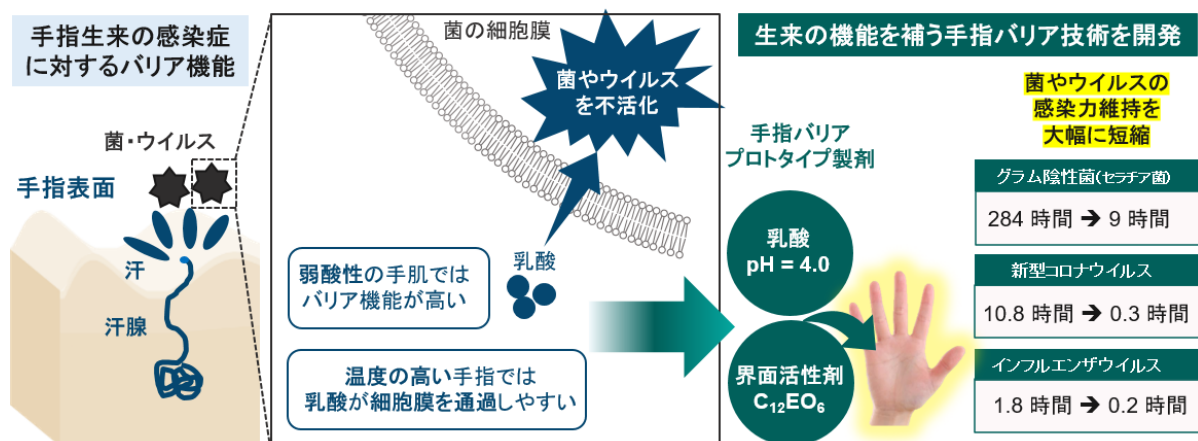 手指生来の感染症
に対するバリア機能
菌・ウイルス
手指表面
汗
汗腺
菌の細胞膜
菌やウイルス
を不活化
乳酸
弱酸性の手肌では
バリア機能が高い
温度の高い手指では
乳酸が細胞膜を通過しやすい
生来の機能を補う手指バリア技術を開発
手指バリア
プロトタイプ製剤
乳酸
pH = 4.0
界面活性剤
C₁₂EO₆
菌やウイルスの
感染力維持を
大幅に短縮
グラム陰性菌(セラチア菌)
284 時間 → 9 時間
新型コロナウイルス
10.8 時間 → 0.3 時間
インフルエンザウイルス
1.8 時間 → 0.2 時間